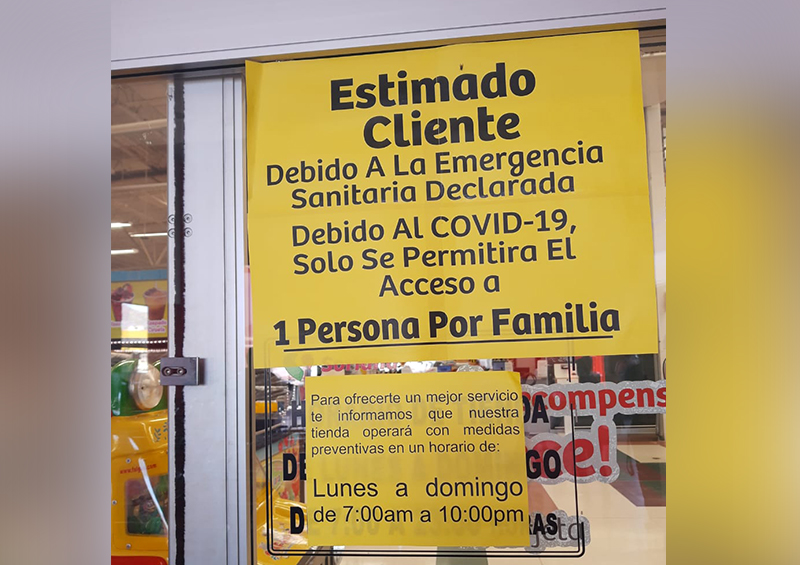 Estimado
Cliente
Debido A La Emergencia
Sanitaria Declarada
Debido Al COVID-19,
Solo Se Permitira El
Acceso a
1 Persona Por Familia
Para ofrecerte un mejor servicio
te informamos que nuestra
tienda operará con medidas
preventivas en un horario de:
Lunes a domingo
de 7:00am a 10:00pm